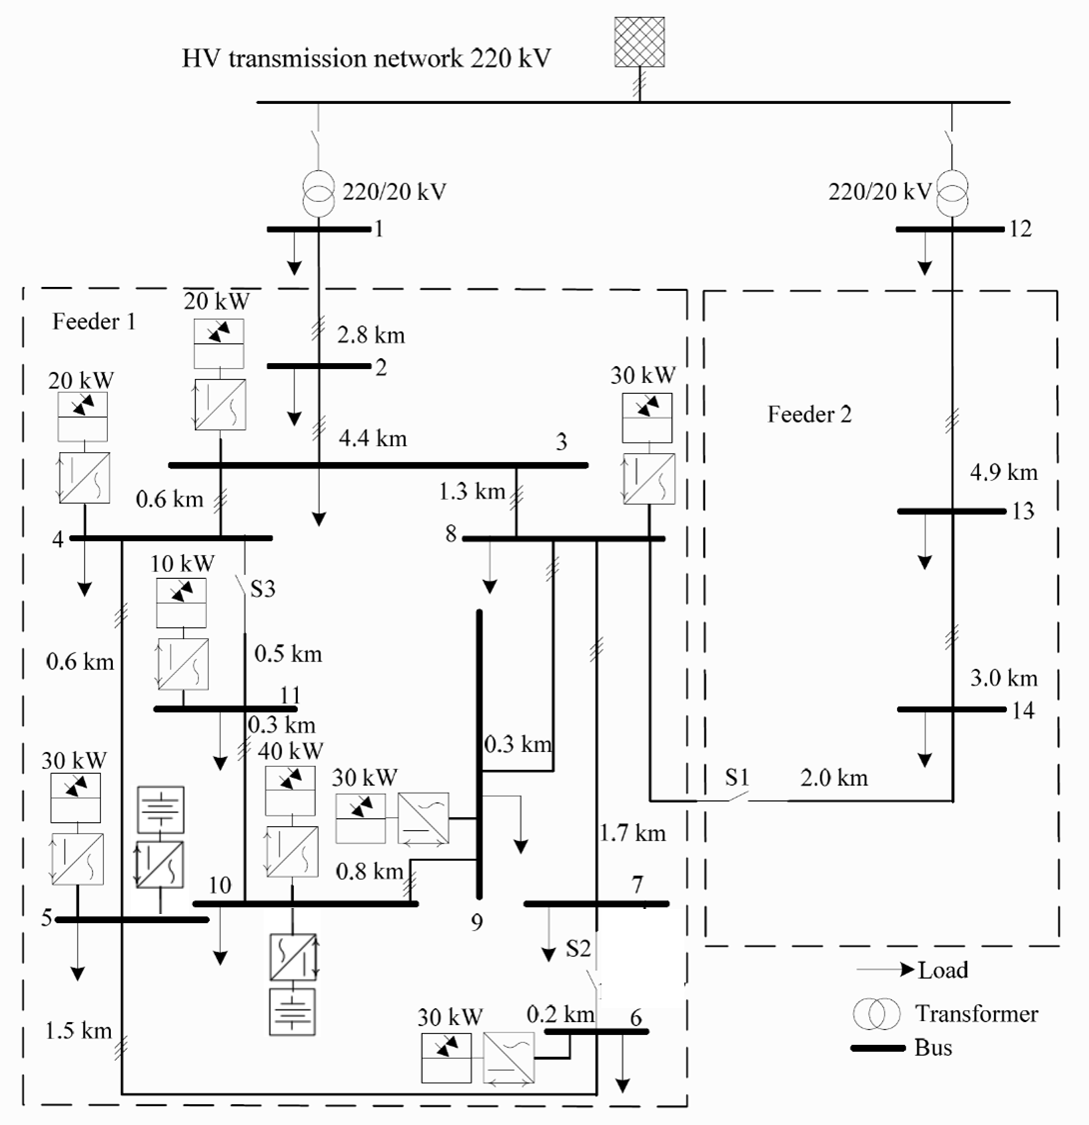 HV transmission network 220 kV
220/20 kV
220/20 kV
1
12
Feeder 1
20 kW
2.8 km
2
20 kW
30 kW
Feeder 2
4.4 km
3
4.9 km
0.6 km
1.3 km
13
4
8
10 kW
S3
0.6 km
0.5 km
3.0 km
11
14
0.3 km
40 kW
0.3 km
30 kW
30 kW
S1
2.0 km
1.7 km
0.8 km
10
7
5
9
S2
Load
1.5 km
30 kW
0.2 km
6
Transformer
Bus